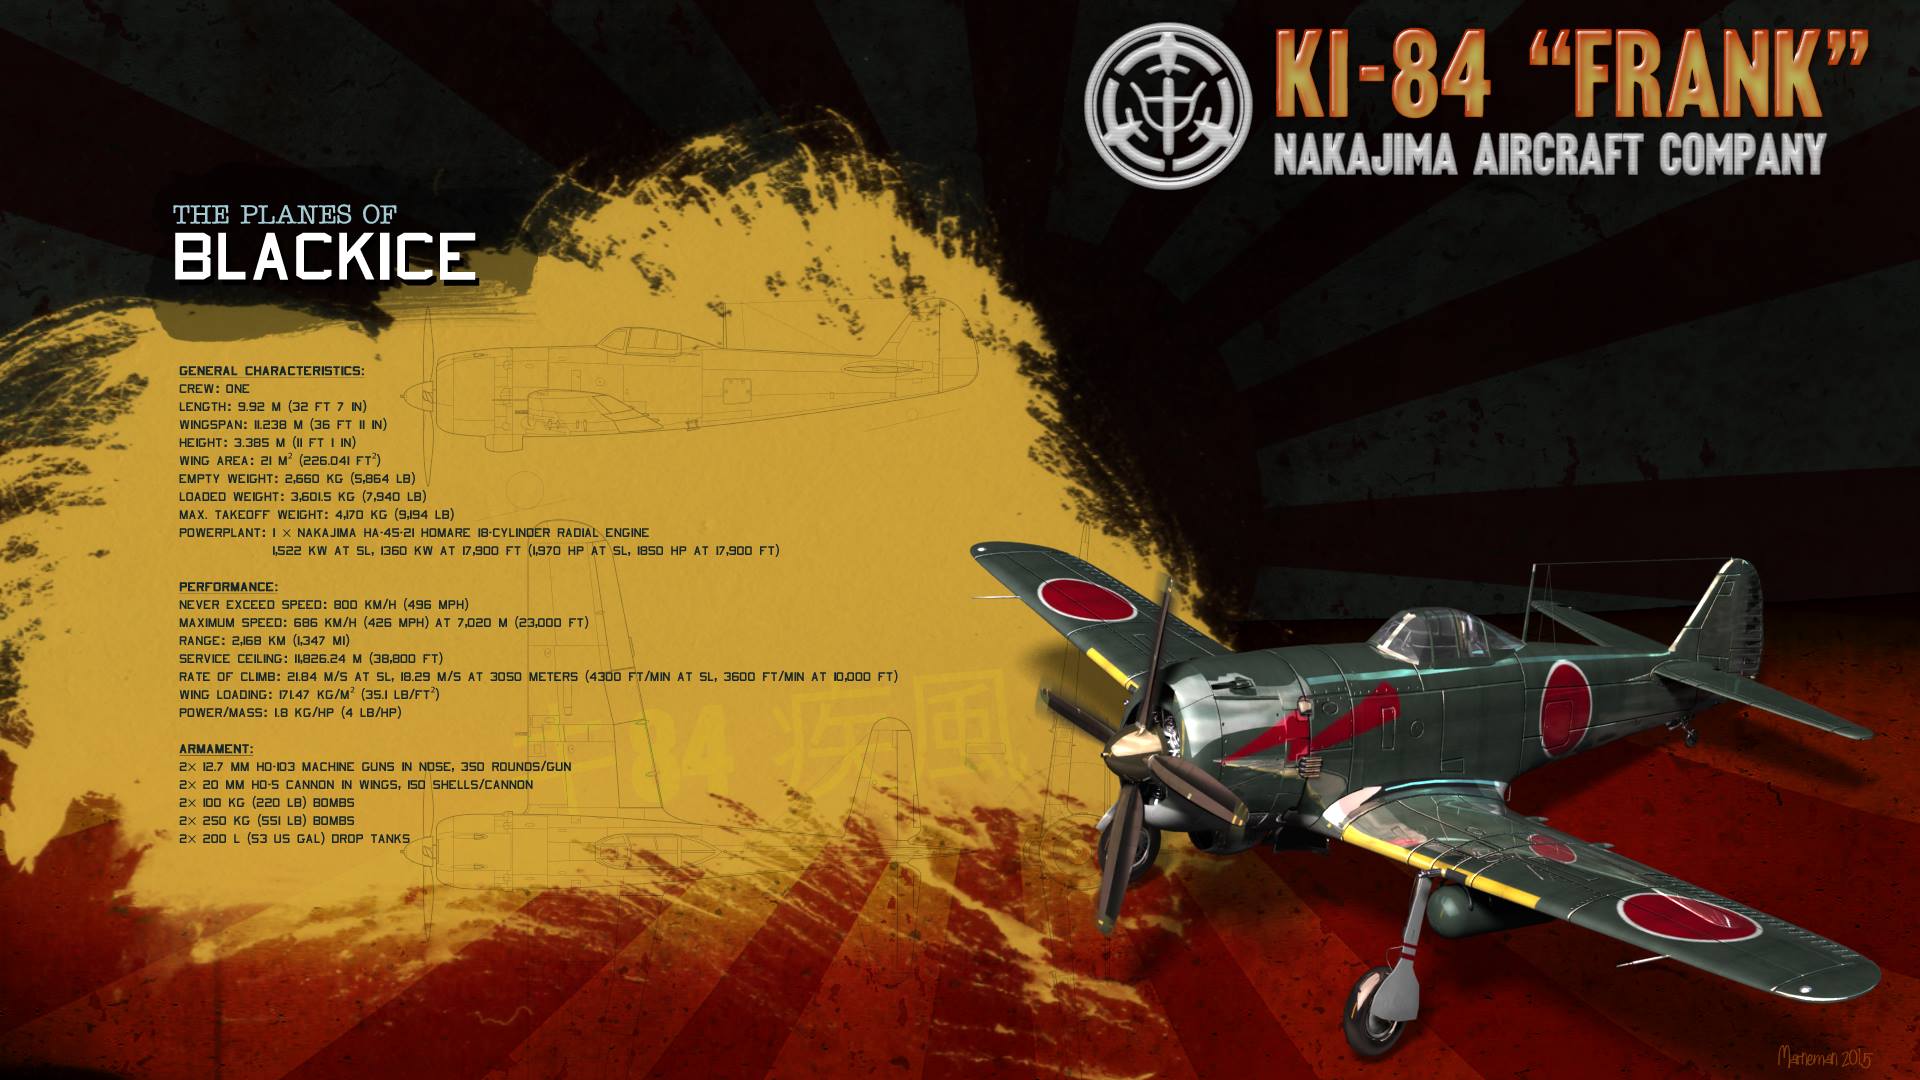 KI-84 "FRANK"
NAKAJIMA AIRCRAFT COMPANY
THE PLANES OF
BLACKICE
GENERAL CHARACTERISTICS:
CREW: ONE
LENGTH: 9.92 M (32 FT 7 IN)
WINGSPAN: 11.238 M (36 FT 11 IN)
HEIGHT: 3.385 M (11 FT 1 IN)
WING AREA: 21 M² (226.041 FT²)
EMPTY WEIGHT: 2,660 KG (5,864 LB)
LOADED WEIGHT: 3,601.5 KG (7,940 LB)
MAX. TAKEOFF WEIGHT: 4,170 KG (9,194 LB)
POWERPLANT: 1 × NAKAJIMA HA-45-21 HOMARE 18-CYLINDER RADIAL ENGINE
1,522 KW AT SL, 1360 KW AT 17,900 FT (1,970 HP AT SL, 1850 HP AT 17,900 FT)
PERFORMANCE:
NEVER EXCEED SPEED: 800 KM/H (496 MPH)
MAXIMUM SPEED: 686 KM/H (426 MPH) AT 7,020 M (23,000 FT)
RANGE: 2,168 KM (1,347 MI)
SERVICE CEILING: 11,826.24 M (38,800 FT)
RATE OF CLIMB: 21.84 M/S AT SL, 18.29 M/S AT 3050 METERS (4300 FT/MIN AT SL, 3600 FT/MIN AT 10,000 FT)
WING LOADING: 171.47 KG/M² (35.1 LB/FT²)
POWER/MASS: 1.8 KG/HP (4 LB/HP)
キ84 疾風
ARMAMENT:
2× 12.7 MM HO-103 MACHINE GUNS IN NOSE, 350 ROUNDS/GUN
2× 20 MM HO-5 CANNON IN WINGS, 150 SHELLS/CANNON
2× 100 KG (220 LB) BOMBS
2× 250 KG (551 LB) BOMBS
2× 200 L (53 US GAL) DROP TANKS
Marneman 2015